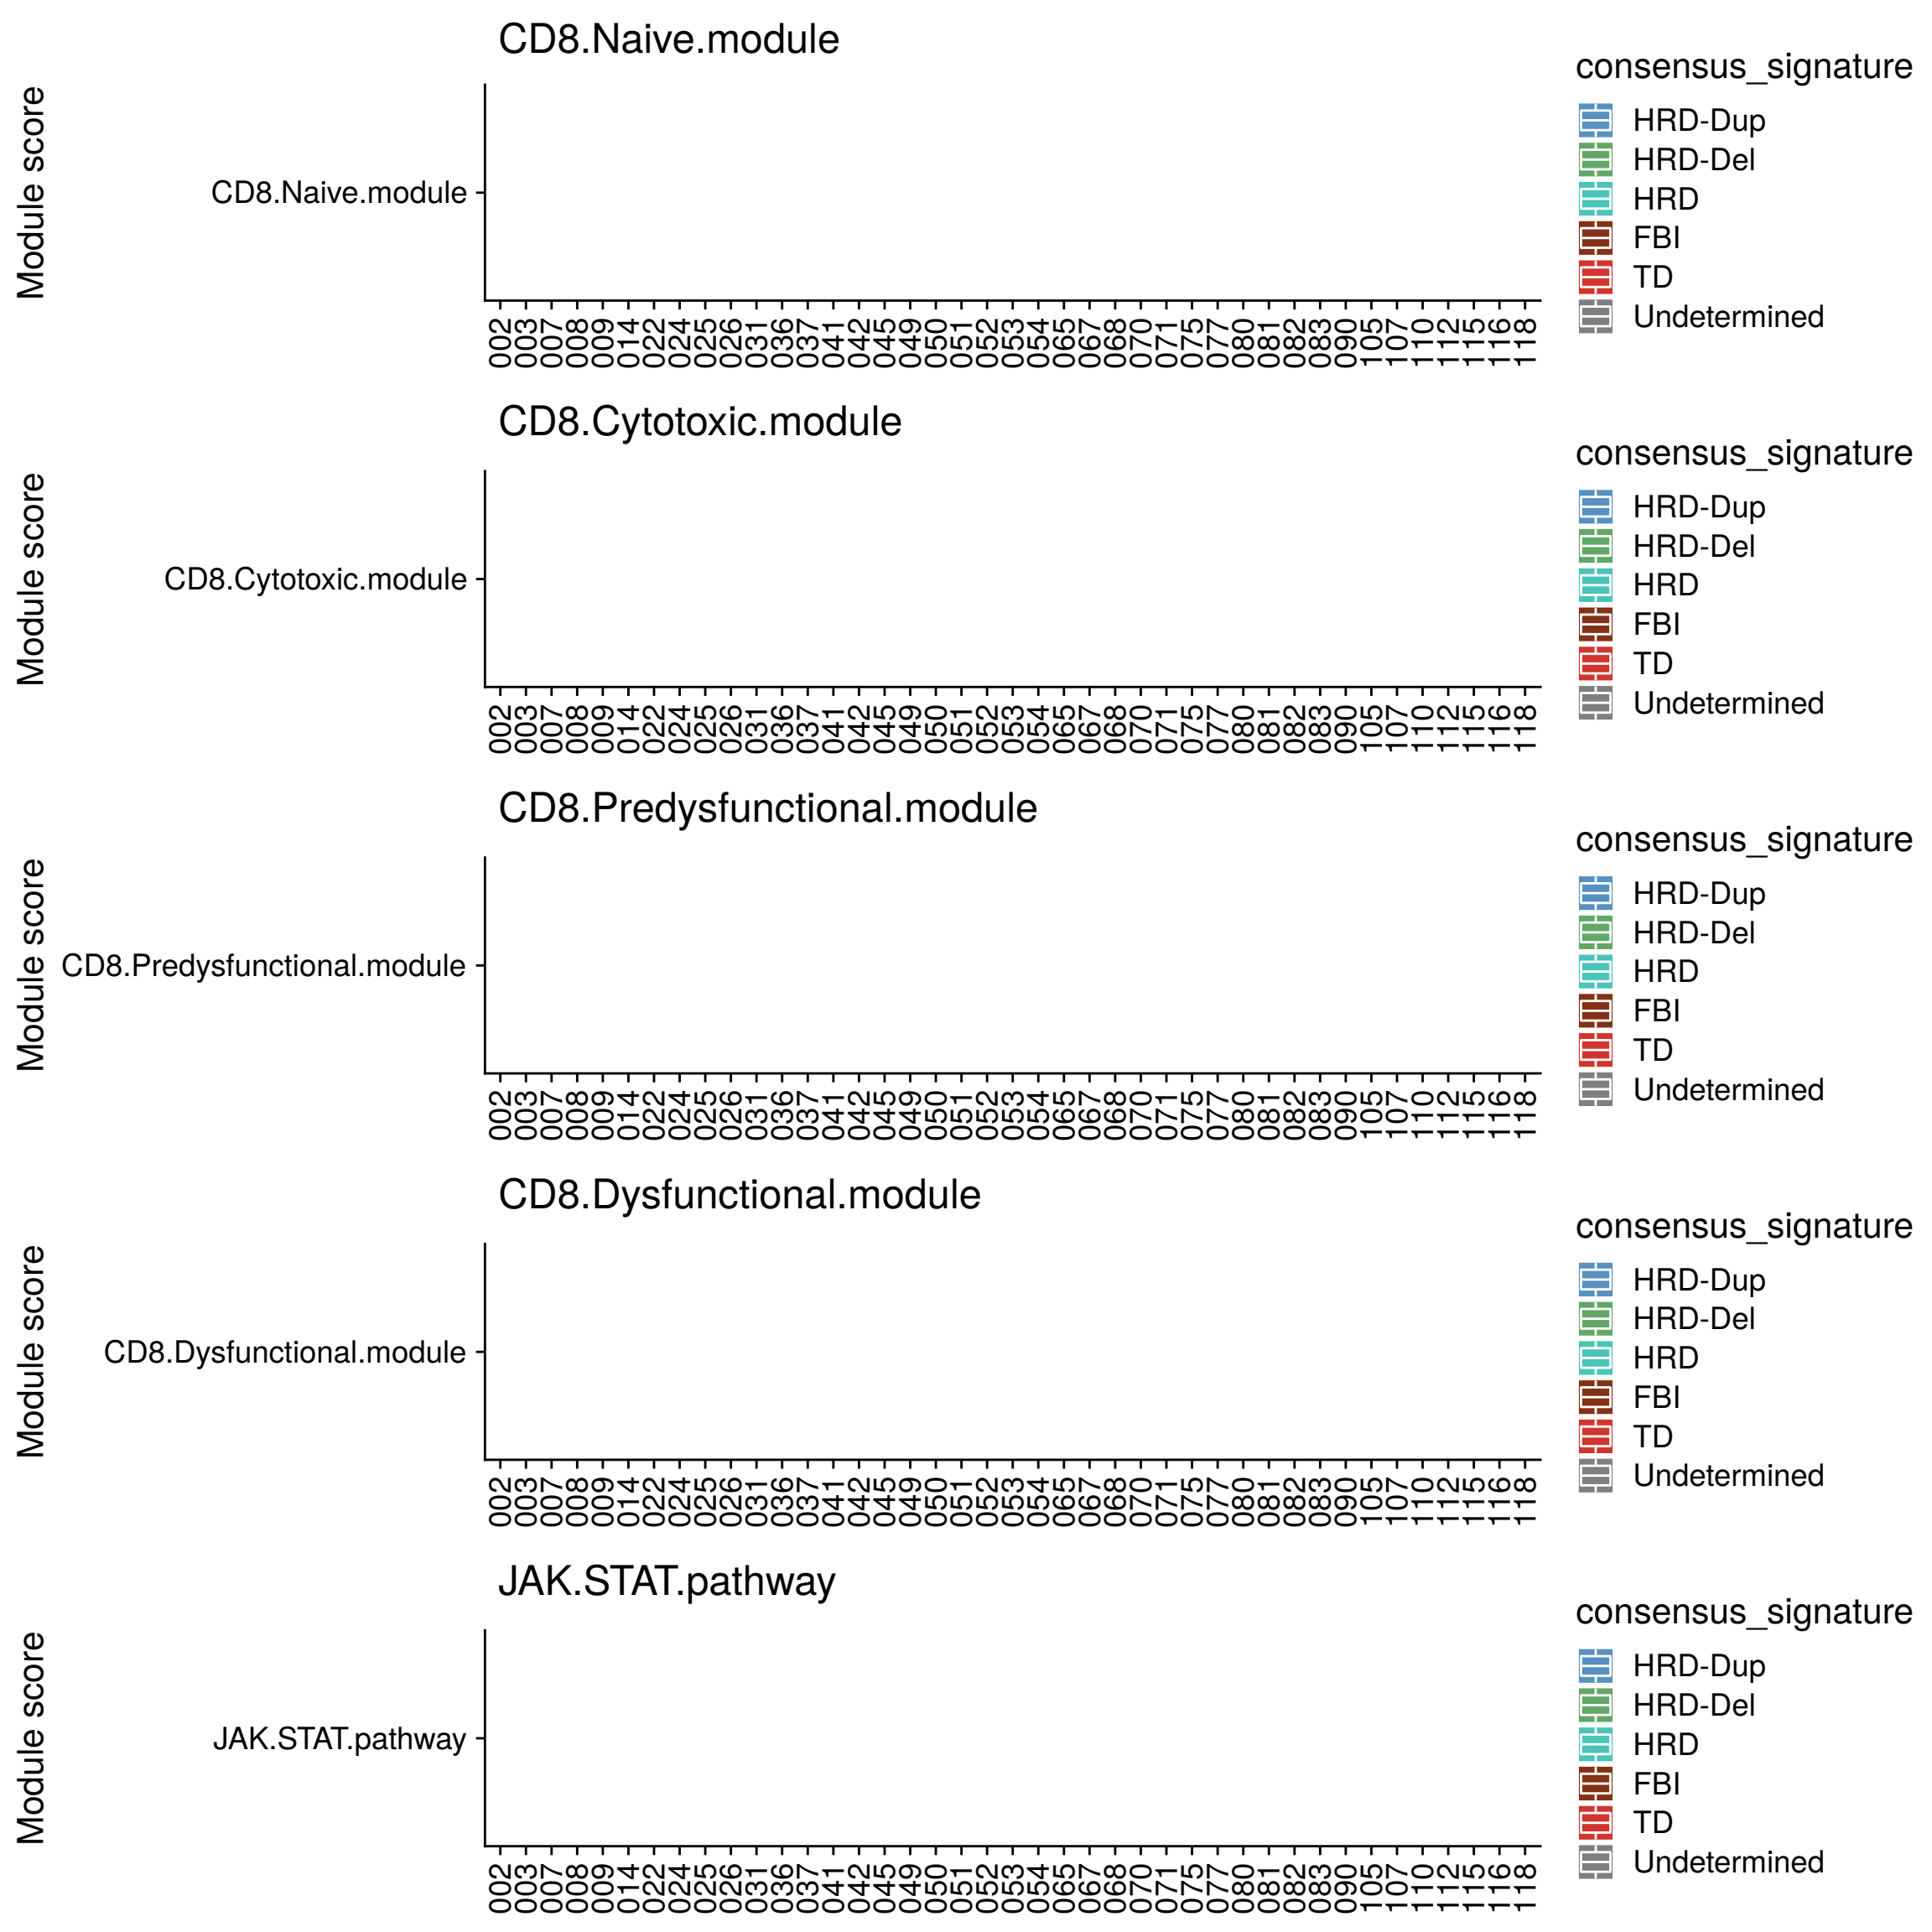 CD8.Naive.module
Module score
CD8.Naive.module
002 003 007 008 009 014 022 024 025 026 031 036 037 041 042 045 049 050 051 052 053 054 065 067 068 070 071 075 077 080 081 082 083 090 105 107 110 112 115 116 118
consensus_signature
HRD-Dup
HRD-Del
HRD
FBI
TD
Undetermined
CD8.Cytotoxic.module
Module score
CD8.Cytotoxic.module
002 003 007 008 009 014 022 024 025 026 031 036 037 041 042 045 049 050 051 052 053 054 065 067 068 070 071 075 077 080 081 082 083 090 105 107 110 112 115 116 118
consensus_signature
HRD-Dup
HRD-Del
HRD
FBI
TD
Undetermined
CD8.Predysfunctional.module
Module score
CD8.Predysfunctional.module
002 003 007 008 009 014 022 024 025 026 031 036 037 041 042 045 049 050 051 052 053 054 065 067 068 070 071 075 077 080 081 082 083 090 105 107 110 112 115 116 118
consensus_signature
HRD-Dup
HRD-Del
HRD
FBI
TD
Undetermined
CD8.Dysfunctional.module
Module score
CD8.Dysfunctional.module
002 003 007 008 009 014 022 024 025 026 031 036 037 041 042 045 049 050 051 052 053 054 065 067 068 070 071 075 077 080 081 082 083 090 105 107 110 112 115 116 118
consensus_signature
HRD-Dup
HRD-Del
HRD
FBI
TD
Undetermined
JAK.STAT.pathway
Module score
JAK.STAT.pathway
002 003 007 008 009 014 022 024 025 026 031 036 037 041 042 045 049 050 051 052 053 054 065 067 068 070 071 075 077 080 081 082 083 090 105 107 110 112 115 116 118
consensus_signature
HRD-Dup
HRD-Del
HRD
FBI
TD
Undetermined